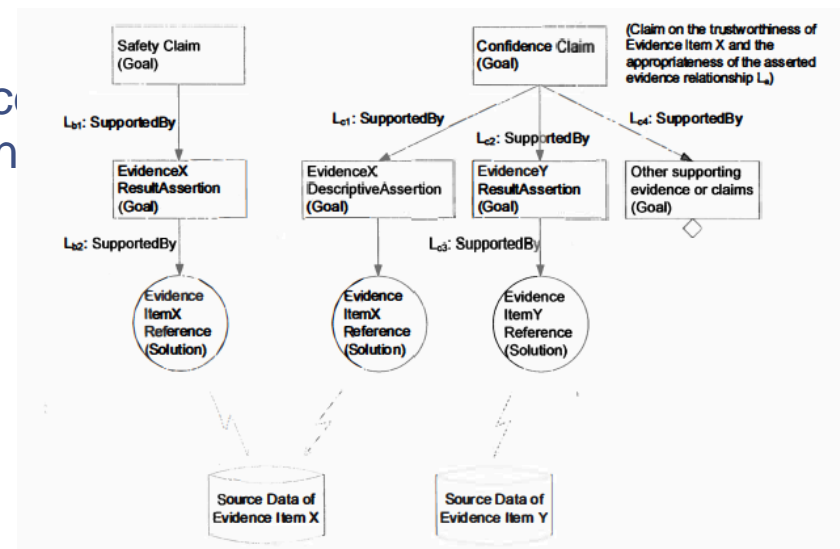 Safety Claim
(Goal)
Confidence Claim
(Goal)
(Claim on the trustworthiness of
Evidence Item X and the
appropriateness of the asserted
evidence relationship Lₐ)
Lb1: SupportedBy
Lc1: SupportedBy
Lc2: SupportedBy
Lc4: SupportedBy
EvidenceX
ResultAssertion
(Goal)
EvidenceX
DescriptiveAssertion
(Goal)
EvidenceY
ResultAssertion
(Goal)
Other supporting
evidence or claims
(Goal)
Lb2: SupportedBy
Lc3: SupportedBy
Evidence
ItemX
Reference
(Solution)
Evidence
ItemX
Reference
(Solution)
Evidence
ItemY
Reference
(Solution)
Source Data of
Evidence Item X
Source Data of
Evidence Item Y